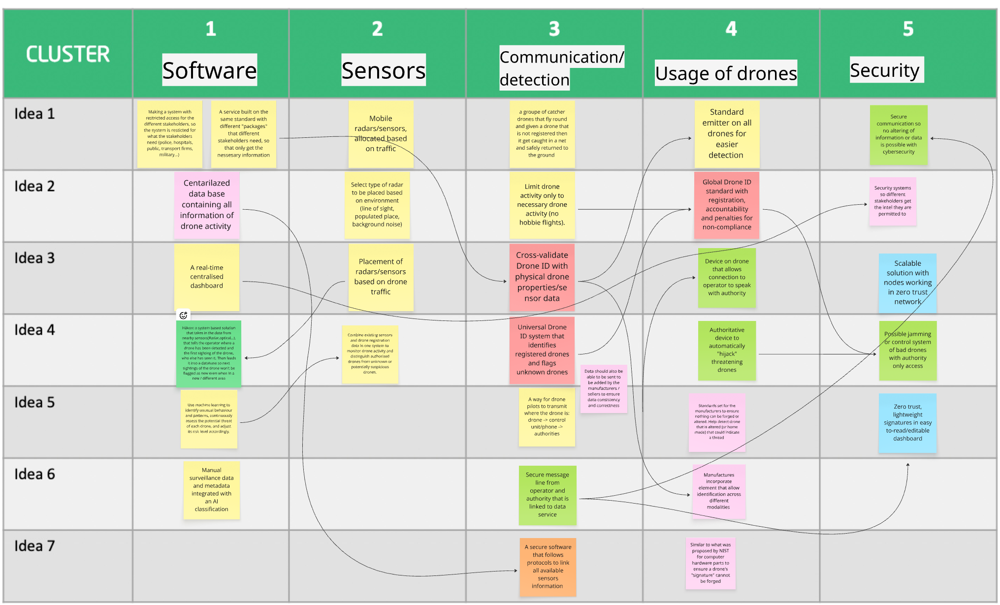 CLUSTER
1
Software
2
Sensors
3
Communication/
detection
4
Usage of drones
5
Security
Idea 1
Making a system with
restricted access for the
different stakeholders, so
the system is resticted for
what the stakeholders
need (police, hospitals,
public, transport firms,
military...)
A service built on the
same standard with
different "packages"
that different
stakeholders need, so
that only get the
nessesary information
Mobile
radars/sensors,
allocated based
on traffic
a groupe of catcher
drones that fly round
and given a drone that
is not registered then
it get caught in a net
and safely returned to
the ground
Standard
emitter on all
drones for
easier
detection
Secure
communication so
no altering of
information or data
is possible with
cybersecurity
Idea 2
Centarilazed
data base
containing all
information of
drone activity
Select type of radar
to be placed based
on environment
(line of sight,
populated place,
background noise)
Limit drone
activity only to
necessary drone
activity (no
hobbie flights).
Global Drone ID
standard with
registration,
accountability
and penalties for
non-compliance
Security systems
so different
stakeholders get
the intel they are
permitted to
Idea 3
A real-time
centralised
dashboard
Placement of
radars/sensors
based on drone
traffic
Cross-validate
Drone ID with
physical drone
properties/se
nsor data
Device on drone
that allows
connection to
operator to speak
with authority
Scalable
solution with
nodes working
in zero trust
network
Idea 4
Håkon: a system based solution
that takes in the data from
nearby sensors(Radar,optical...),
that tells the operator where a
drone has been detected and
the first sighting of the drone,
who else has seen it, Then feeds
it into a database so next
sightings of the drone won't be
flagged as new even when in a
new / different area
Combine existing sensors
and drone registration
data in one system to
monitor drone activity and
distinguish authorised
drones from unknown or
potentially suspicious
drones.
Universal Drone
ID system that
identifies
registered drones
and flags
unknown drones
Data should also be
able to be sent to
be added by the
manufacturers /
sellers to ensure
data consistency
and correctness
Authoritative
device to
automatically
"hijack"
threatening
drones
Possible jamming
or control system
of bad drones
with authority
only access
Idea 5
Use machine learning to
identify unusual behaviour
and patterns, continuously
assess the potential threat
of each drone, and adjust
its risk level accordingly.
A way for drone
pilots to transmit
where the drone is:
drone -> control
unit/phone ->
authorities
Standards set for the
manufacturers to ensure
nothing can be forged or
altered. Help detect drone
that is altered (or home
made) that could indicate
a thread
Zero trust,
lightweight
signatures in easy
to-read/editable
dashboard
Idea 6
Manual
surveillance data
and metadata
integrated with
an AI
classification
Secure message
line from
operator and
authority that is
linked to data
service
Manufactures
incorporate
element that allow
identification across
different
modalities
Idea 7
A secure software
that follows
protocols to link
all available
sensors
information
Similar to what was
proposed by NIST
for computer
hardware parts to
ensure a drone's
"signature" cannot
be forged